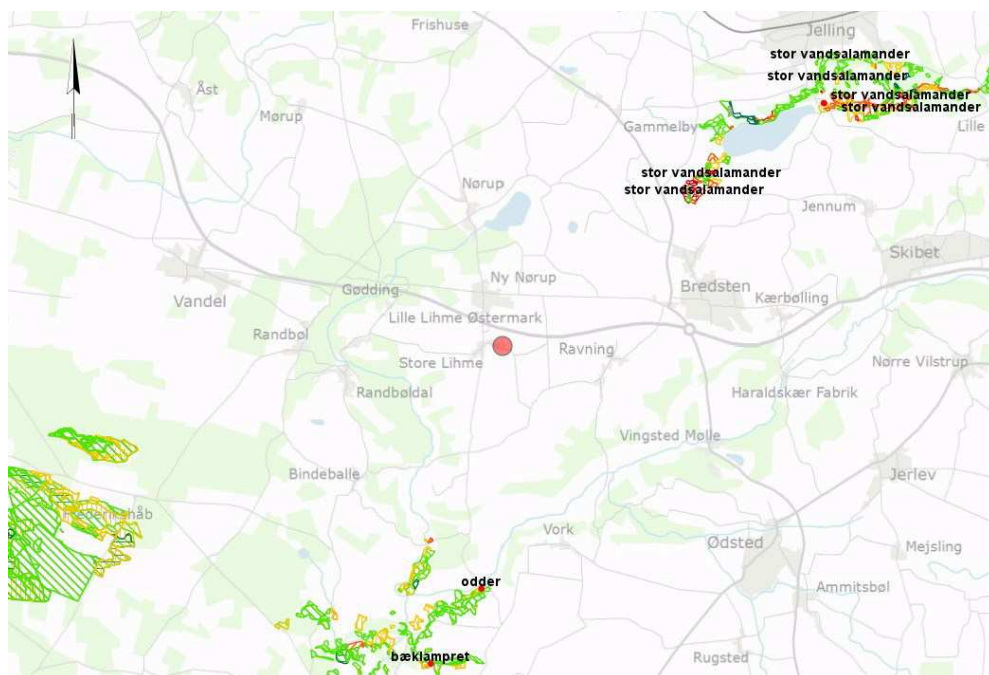 Frishuse
Jelling
stor vandsalamander
stor vandsalamander
Åst
stor vandsalamander
stor vandsalamander
Mørup
Gammelby
Lille
stor vandsalamander
Nørup
stor vandsalamander
Jennum
Skibet
Ny Nørup
Bredsten
Gødding
Vandel
Kærbølling
Lille Lihme Østermark
Randbøl
Ravning
Store Lihme
Nørre Vilstrup
Randbøldal
Haraldskær Fabrik
Vingsted Mølle
Bindeballe
Jerlev
Frederikshåb
Vork
Ødsted
Mejsling
odder
Ammitsbøl
bæklampret
Rugsted